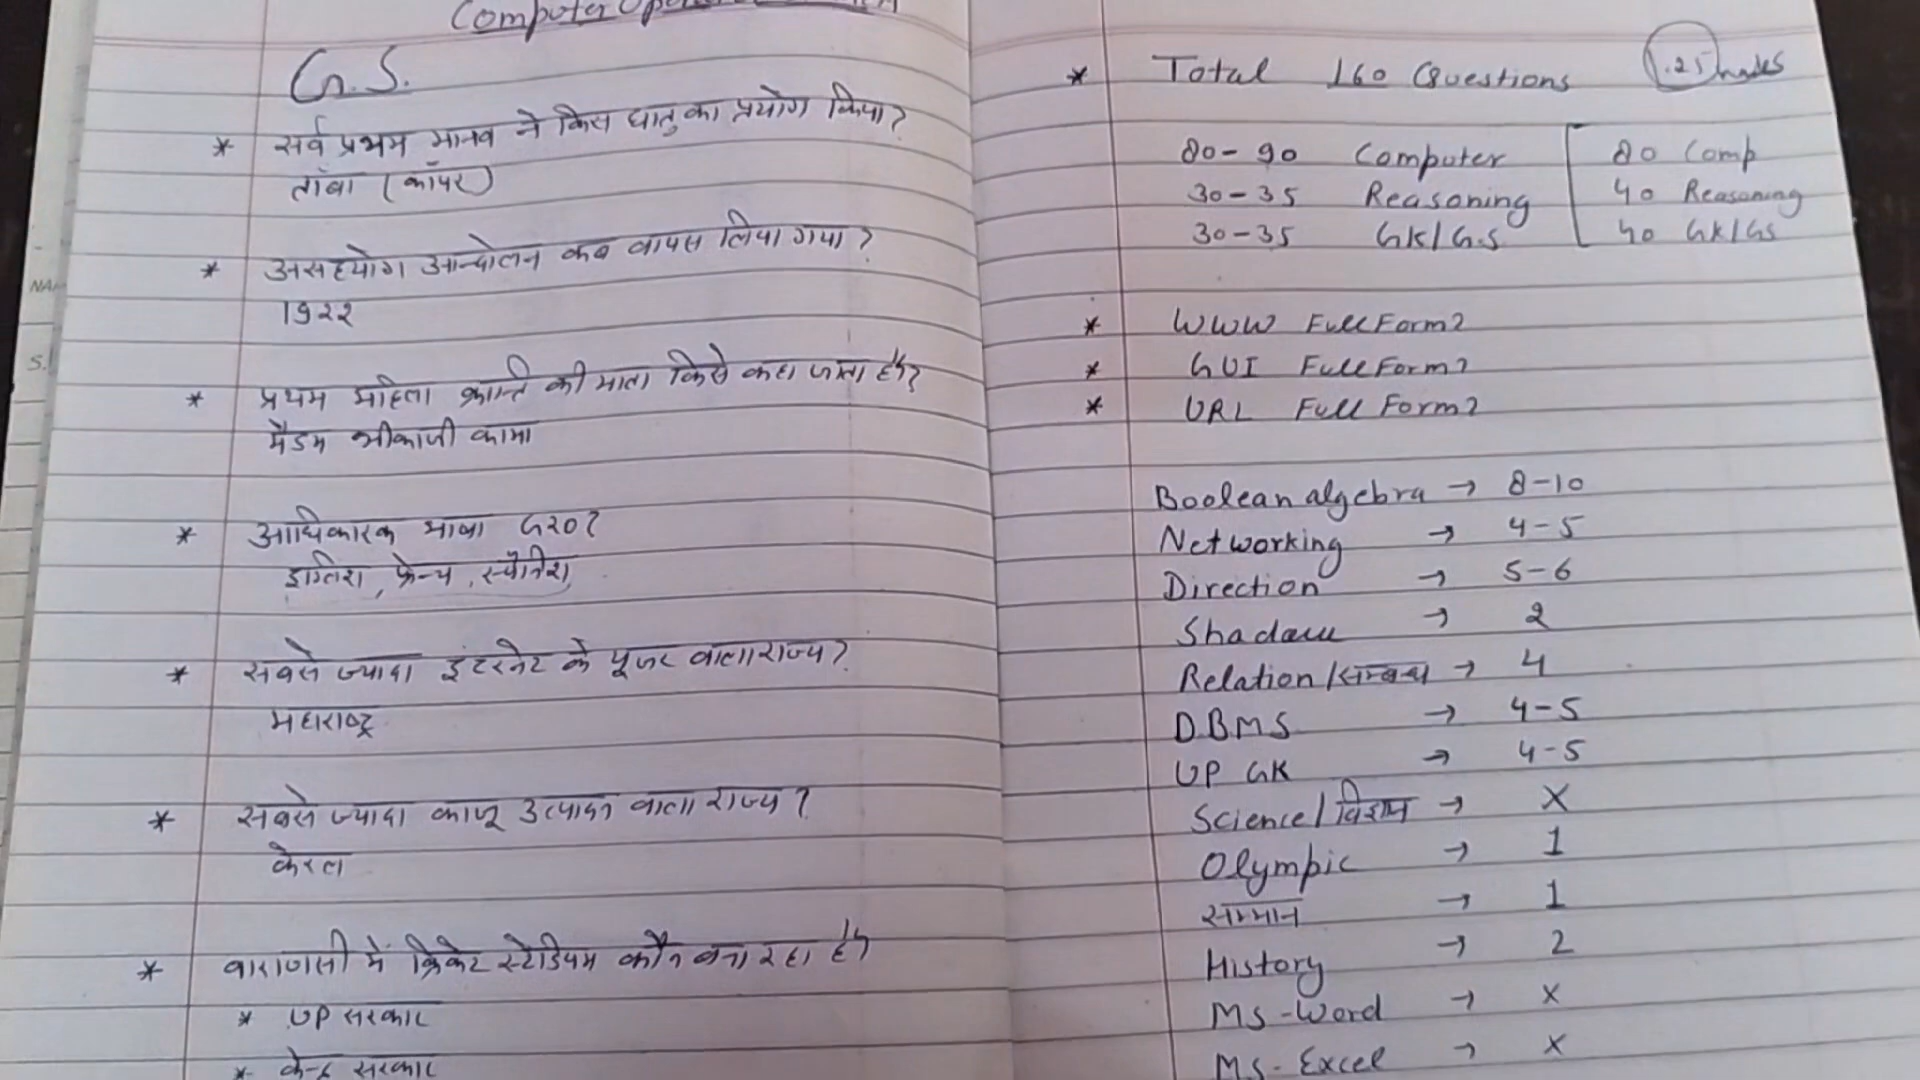 Computer
G.S.
* सर्व प्रथम मानव ने किस धातु का प्रयोग किया?
ताँबा (कॉपर)
* असहयोग आन्दोलन कब वापस लिया गया?
1922
* प्रथम महिला क्रान्ति की माता किसे कहा जाता है?
मैडम भीकाजी कामा
* आधिकारक भाषा G20?
इंग्लिश, फ्रेन्च, स्पैनिश
* सबसे ज्यादा इंटरनेट के यूजर वाला राज्य?
महाराष्ट्र
* सबसे ज्यादा काजू उत्पादन वाला राज्य?
केरल
* वाराणसी में क्रिकेट स्टेडियम कौन बना रहा है
* UP सरकार
* केन्द्र सरकार
* Total 160 Questions 1.25 marks
80-90 Computer 80 Comp
30-35 Reasoning 40 Reasoning
30-35 GK/G.S 40 GK/GS
* WWW Full Form?
* GUI Full Form?
* URL Full Form?
Boolean algebra → 8-10
Networking → 4-5
Direction → 5-6
Shadow → 2
Relation/सम्बन्ध → 4
DBMS → 4-5
UP GK → 4-5
Science/विज्ञान → X
Olympic → 1
सम्मान → 1
History → 2
MS-Word → X
MS-Excel → X